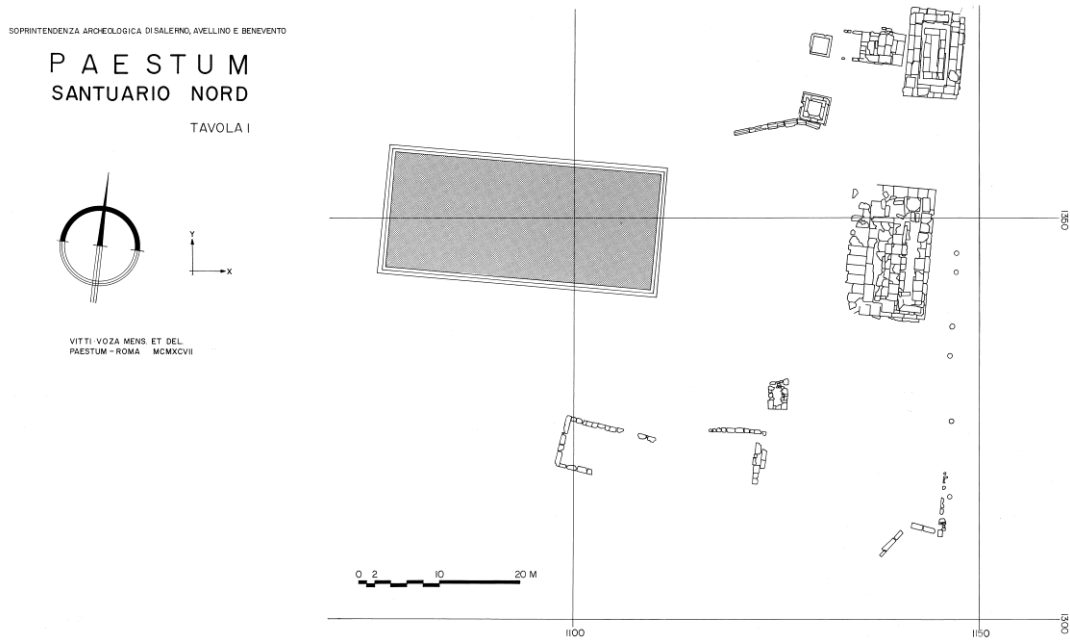 SOPRINTENDENZA ARCHEOLOGICA DI SALERNO, AVELLINO E BENEVENTO
PAESTUM
SANTUARIO NORD
TAVOLA I
Y
X
VITTI-VOZA MENS. ET DEL.
PAESTUM - ROMA MCMXCVII
1350
0 2 10 20 M
1100
1150
1300